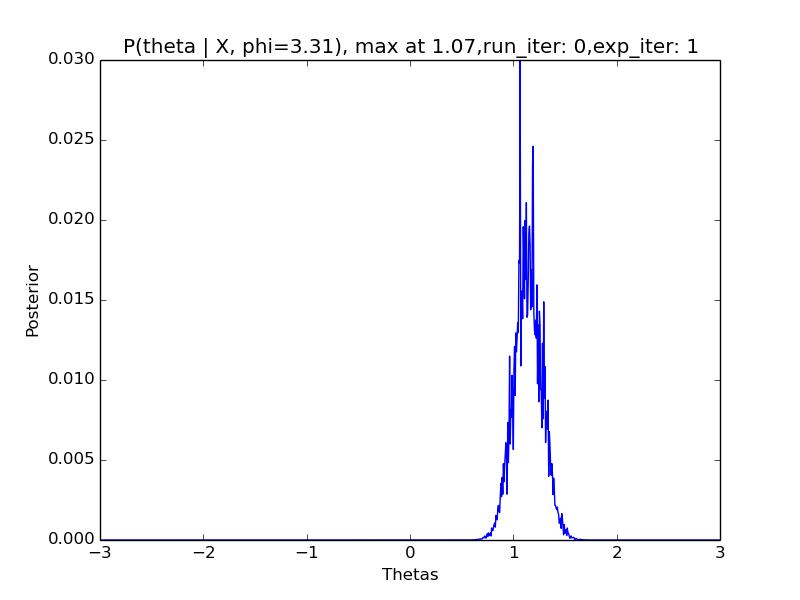 P(theta | X, phi=3.31), max at 1.07,run_iter: 0,exp_iter: 1
0.030
0.025
0.020
0.015
0.010
0.005
0.000
Posterior
−3 −2 −1 0 1 2 3
Thetas